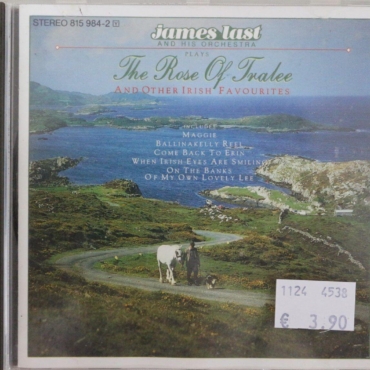 STEREO 815 984-2
james last
AND HIS ORCHESTRA
PLAYS
The Rose Of Tralee
AND OTHER IRISH FAVOURITES
INCLUDES
MAGGIE
BALLINAKELLY REEL
COME BACK TO ERIN
WHEN IRISH EYES ARE SMILING
ON THE BANKS
OF MY OWN LOVELY LEE
1124 4538
€ 3,90